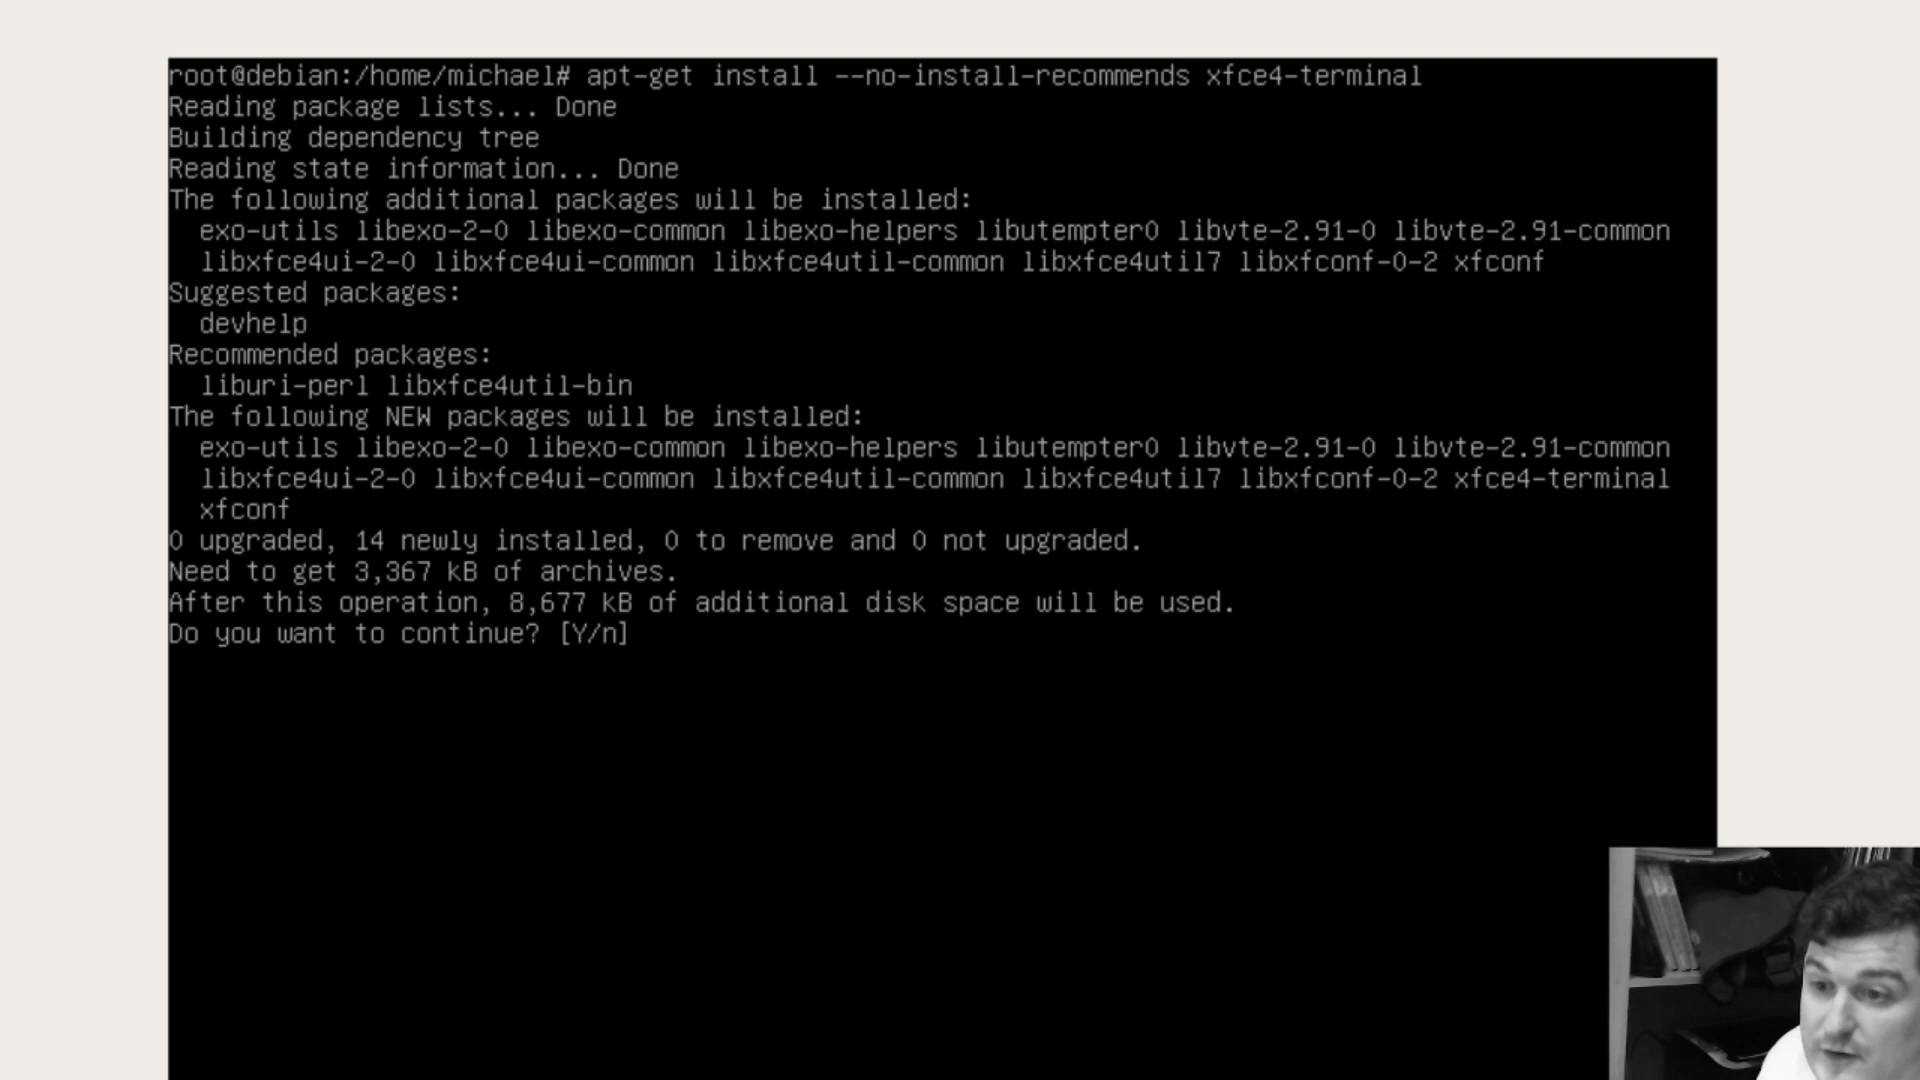 root@debian:/home/michael# apt-get install --no-install-recommends xfce4-terminal
Reading package lists... Done
Building dependency tree
Reading state information... Done
The following additional packages will be installed:
  exo-utils libexo-2-0 libexo-common libexo-helpers libutempter0 libvte-2.91-0 libvte-2.91-common
  libxfce4ui-2-0 libxfce4ui-common libxfce4util-common libxfce4util7 libxfconf-0-2 xfconf
Suggested packages:
  devhelp
Recommended packages:
  liburi-perl libxfce4util-bin
The following NEW packages will be installed:
  exo-utils libexo-2-0 libexo-common libexo-helpers libutempter0 libvte-2.91-0 libvte-2.91-common
  libxfce4ui-2-0 libxfce4ui-common libxfce4util-common libxfce4util7 libxfconf-0-2 xfce4-terminal
  xfconf
0 upgraded, 14 newly installed, 0 to remove and 0 not upgraded.
Need to get 3,367 kB of archives.
After this operation, 8,677 kB of additional disk space will be used.
Do you want to continue? [Y/n]